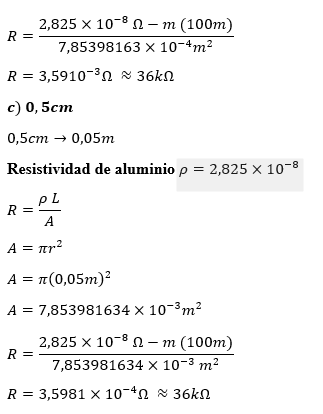 R = 2,825 × 10⁻⁸ Ω − m (100m) / 7,85398163 × 10⁻⁴m²
R = 3,5910⁻³Ω ≈ 36kΩ
c) 0,5cm
0,5cm → 0,05m
Resistividad de aluminio ρ = 2,825 × 10⁻⁸
R = ρ L / A
A = πr²
A = π(0,05m)²
A = 7,853981634 × 10⁻³m²
R = 2,825 × 10⁻⁸ Ω − m (100m) / 7,853981634 × 10⁻³ m²
R = 3,5981 × 10⁻⁴Ω ≈ 36kΩ